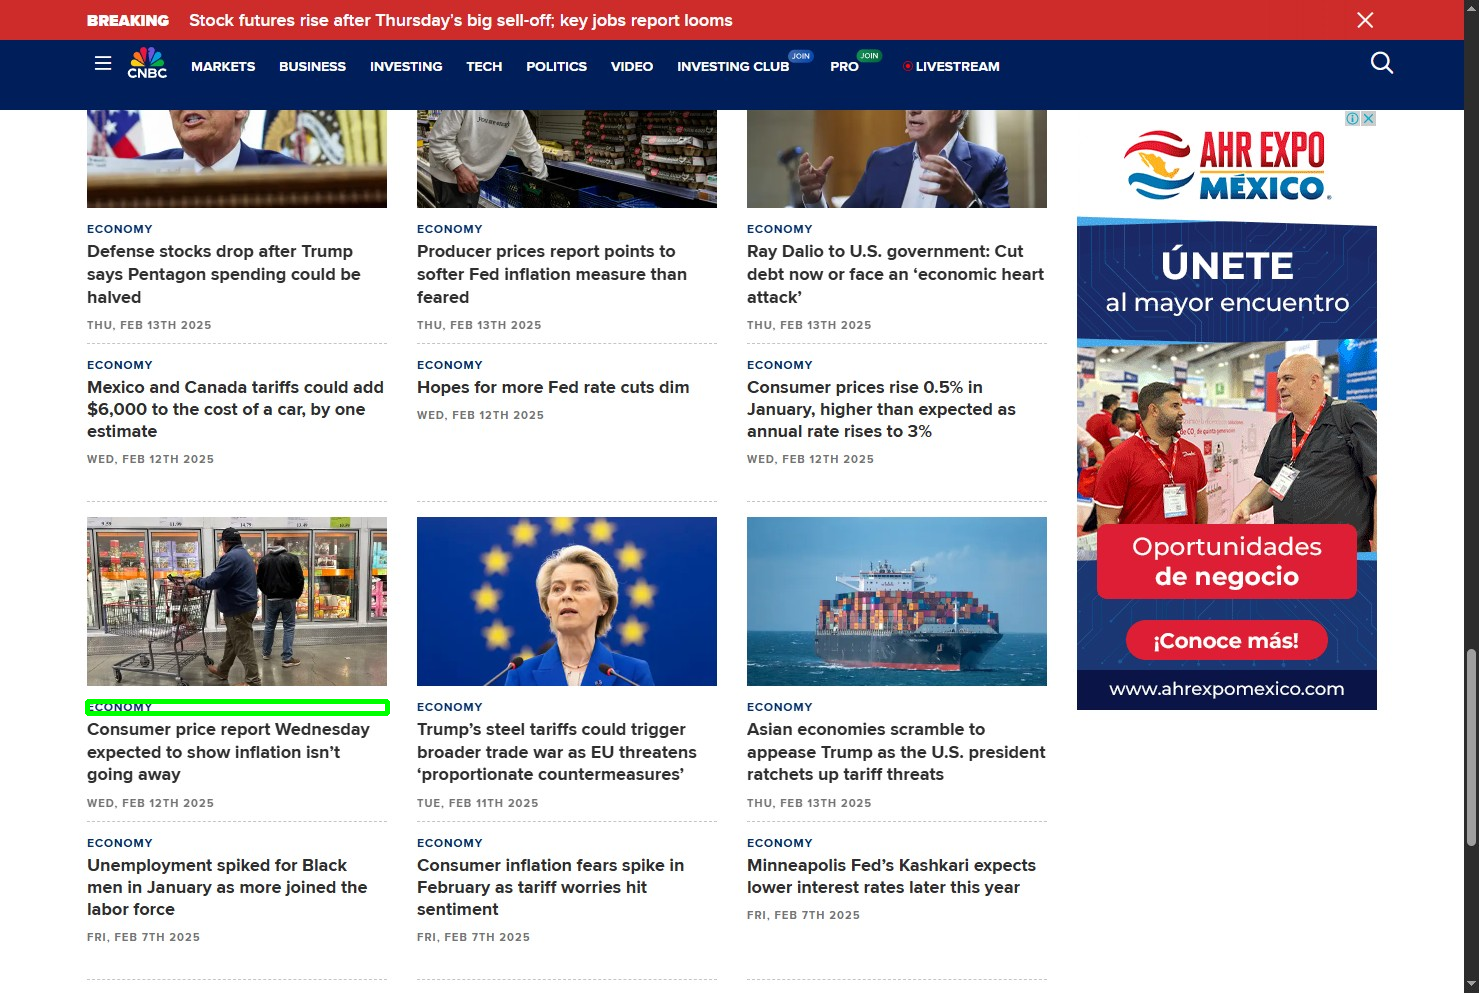 BREAKING Stock futures rise after Thursday's big sell-off; key jobs report looms
CNBC
MARKETS BUSINESS INVESTING TECH POLITICS VIDEO INVESTING CLUB JOIN PRO JOIN LIVESTREAM
ECONOMY
Defense stocks drop after Trump
says Pentagon spending could be
halved
THU, FEB 13TH 2025
ECONOMY
Producer prices report points to
softer Fed inflation measure than
feared
THU, FEB 13TH 2025
ECONOMY
Ray Dalio to U.S. government: Cut
debt now or face an ‘economic heart
attack’
THU, FEB 13TH 2025
ECONOMY
Mexico and Canada tariffs could add
$6,000 to the cost of a car, by one
estimate
WED, FEB 12TH 2025
ECONOMY
Hopes for more Fed rate cuts dim
WED, FEB 12TH 2025
ECONOMY
Consumer prices rise 0.5% in
January, higher than expected as
annual rate rises to 3%
WED, FEB 12TH 2025
ECONOMY
Consumer price report Wednesday
expected to show inflation isn’t
going away
WED, FEB 12TH 2025
ECONOMY
Trump’s steel tariffs could trigger
broader trade war as EU threatens
‘proportionate countermeasures’
TUE, FEB 11TH 2025
ECONOMY
Asian economies scramble to
appease Trump as the U.S. president
ratchets up tariff threats
THU, FEB 13TH 2025
ECONOMY
Unemployment spiked for Black
men in January as more joined the
labor force
FRI, FEB 7TH 2025
ECONOMY
Consumer inflation fears spike in
February as tariff worries hit
sentiment
FRI, FEB 7TH 2025
ECONOMY
Minneapolis Fed’s Kashkari expects
lower interest rates later this year
FRI, FEB 7TH 2025
AHR EXPO
MÉXICO
ÚNETE
al mayor encuentro
Oportunidades
de negocio
¡Conoce más!
www.ahrexpomexico.com